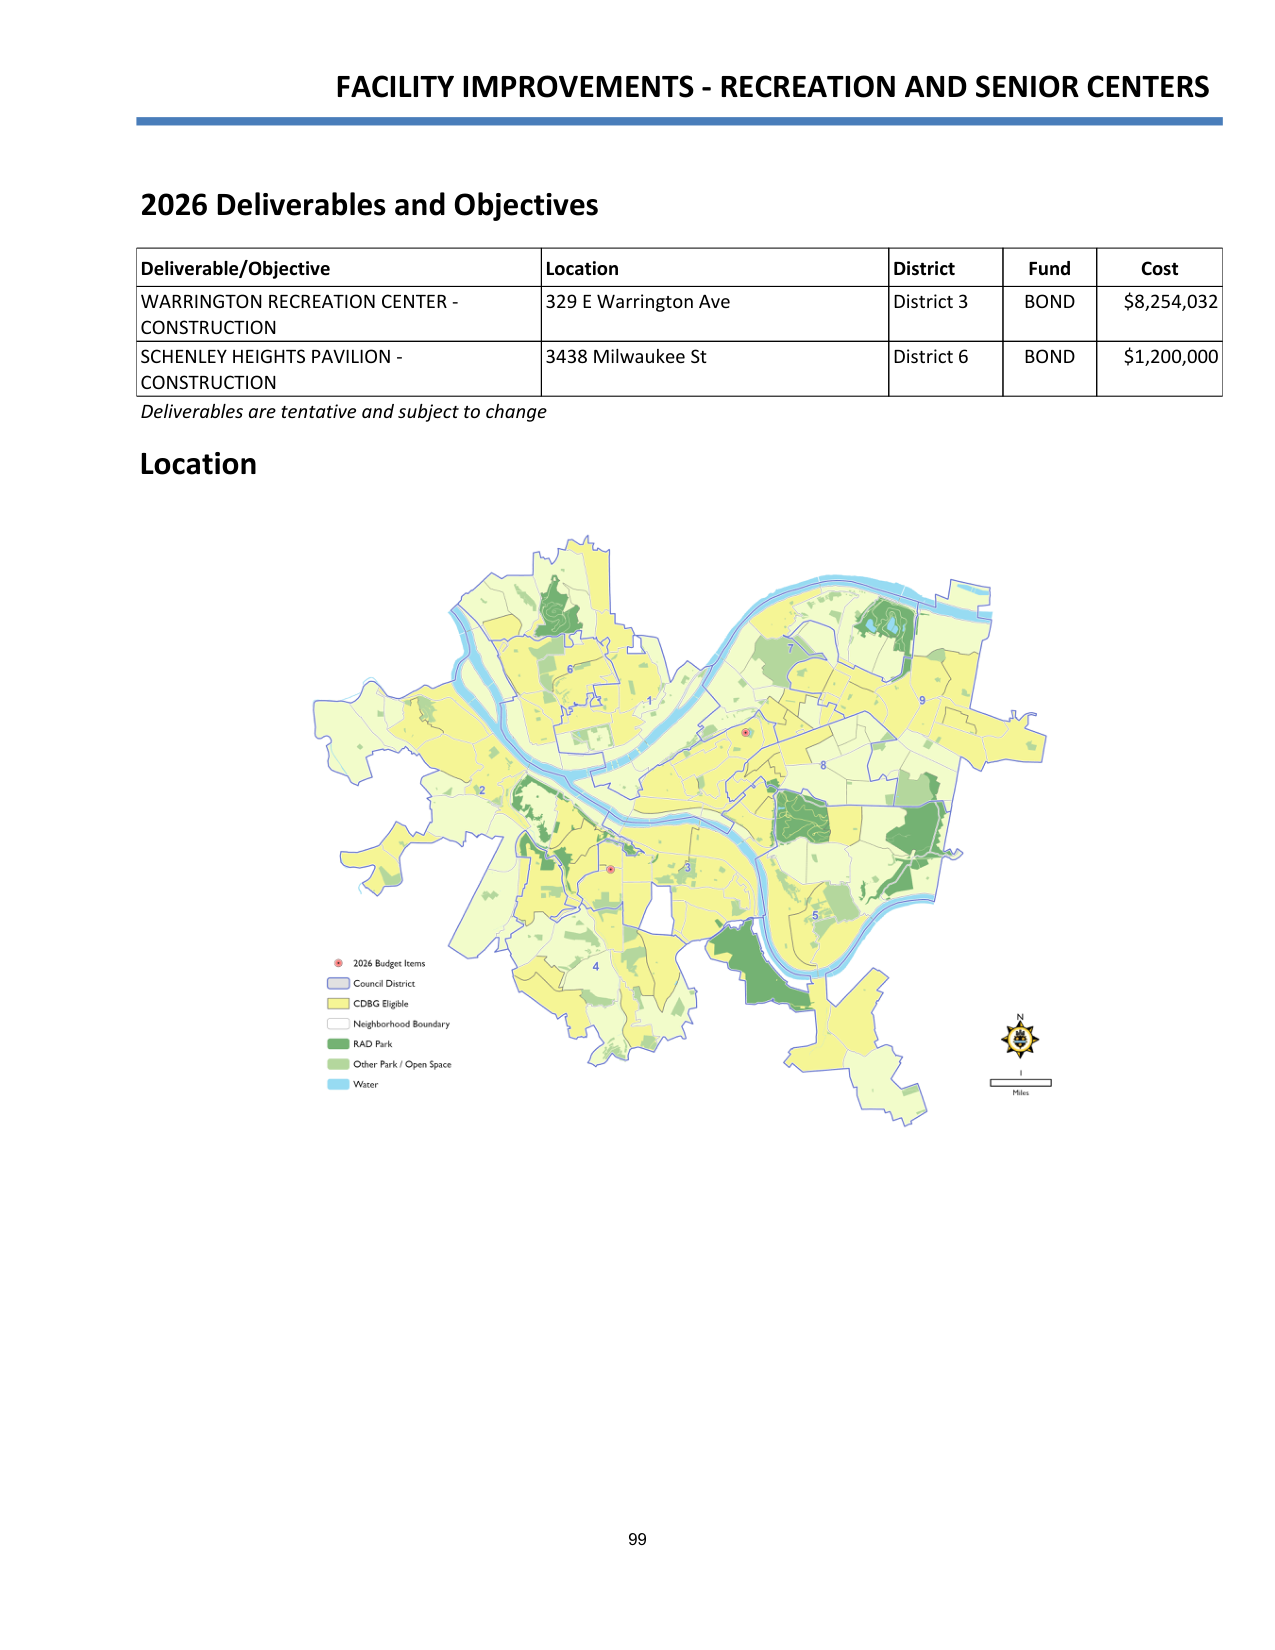 FACILITY IMPROVEMENTS - RECREATION AND SENIOR CENTERS
2026 Deliverables and Objectives
Deliverable/Objective Location District Fund Cost
WARRINGTON RECREATION CENTER - 329 E Warrington Ave District 3 BOND $8,254,032
CONSTRUCTION
SCHENLEY HEIGHTS PAVILION - 3438 Milwaukee St District 6 BOND $1,200,000
CONSTRUCTION
Deliverables are tentative and subject to change
Location
7
6
1
9
8
2
3
5
4
2026 Budget Items
Council District
CDBG Eligible
Neighborhood Boundary
RAD Park
Other Park / Open Space
Water
N
1
Miles
99